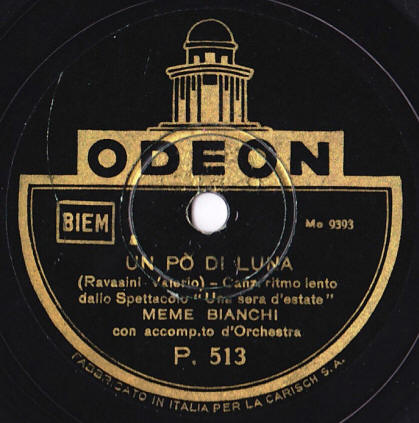 ODEON
BIEM
Mo 9393
UN PÒ DI LUNA
(Ravasini Valerio) - Canz. ritmo lento
dallo Spettacolo "Una sera d'estate"
MEME BIANCHI
con accomp.to d'Orchestra
P. 513
FABBRICATO IN ITALIA PER LA CARISCH S. A.